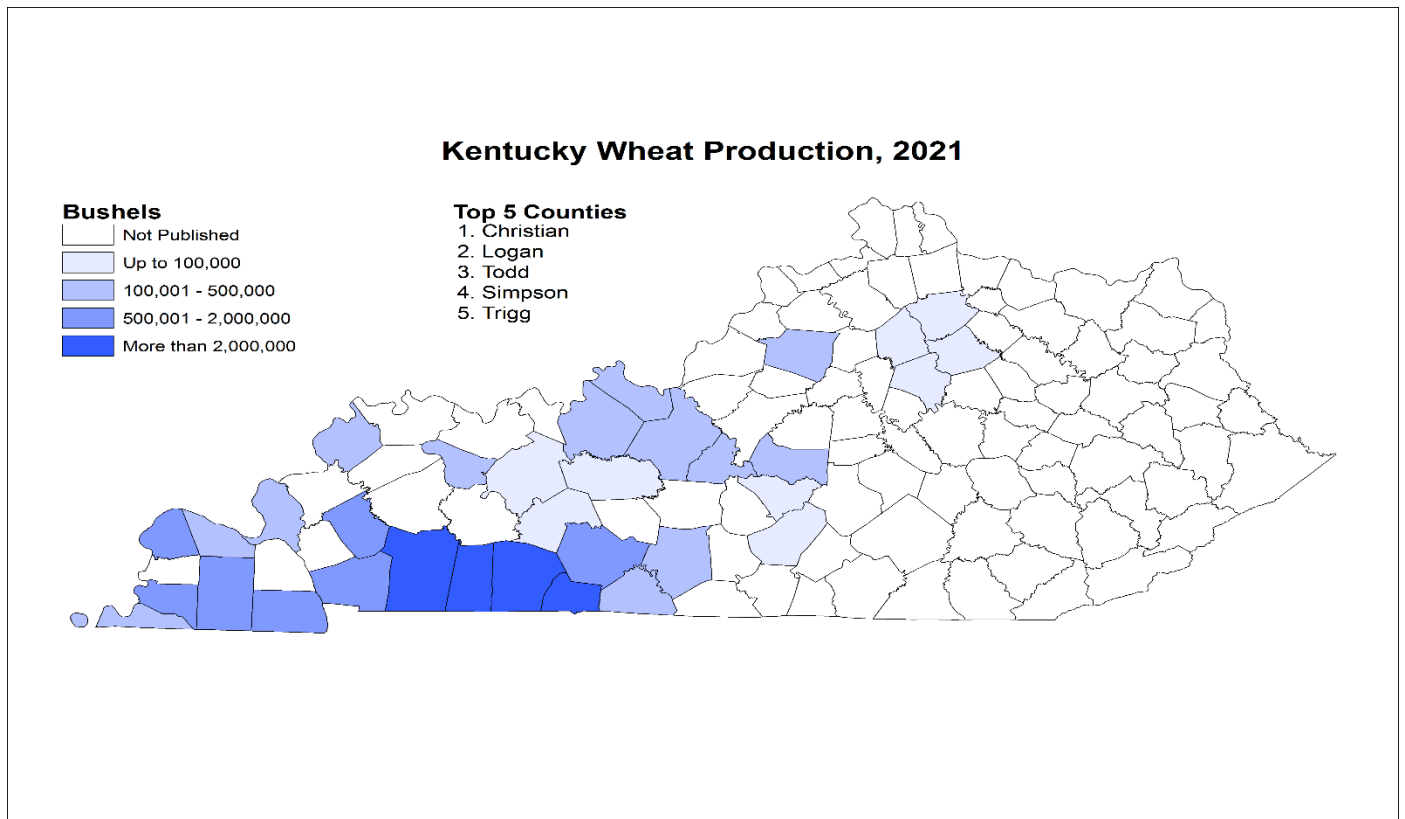 Kentucky Wheat Production, 2021
Bushels
Not Published
Up to 100,000
100,001 - 500,000
500,001 - 2,000,000
More than 2,000,000
Top 5 Counties
1. Christian
2. Logan
3. Todd
4. Simpson
5. Trigg